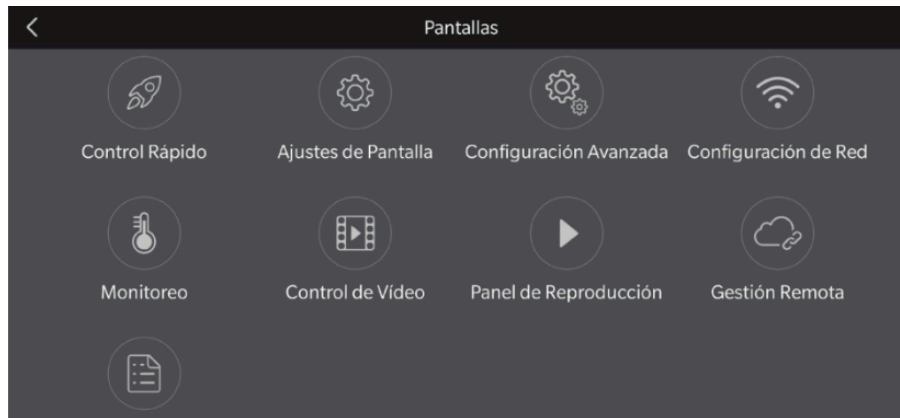 Pantallas
Control Rápido
Ajustes de Pantalla
Configuración Avanzada
Configuración de Red
Monitoreo
Control de Vídeo
Panel de Reproducción
Gestión Remota